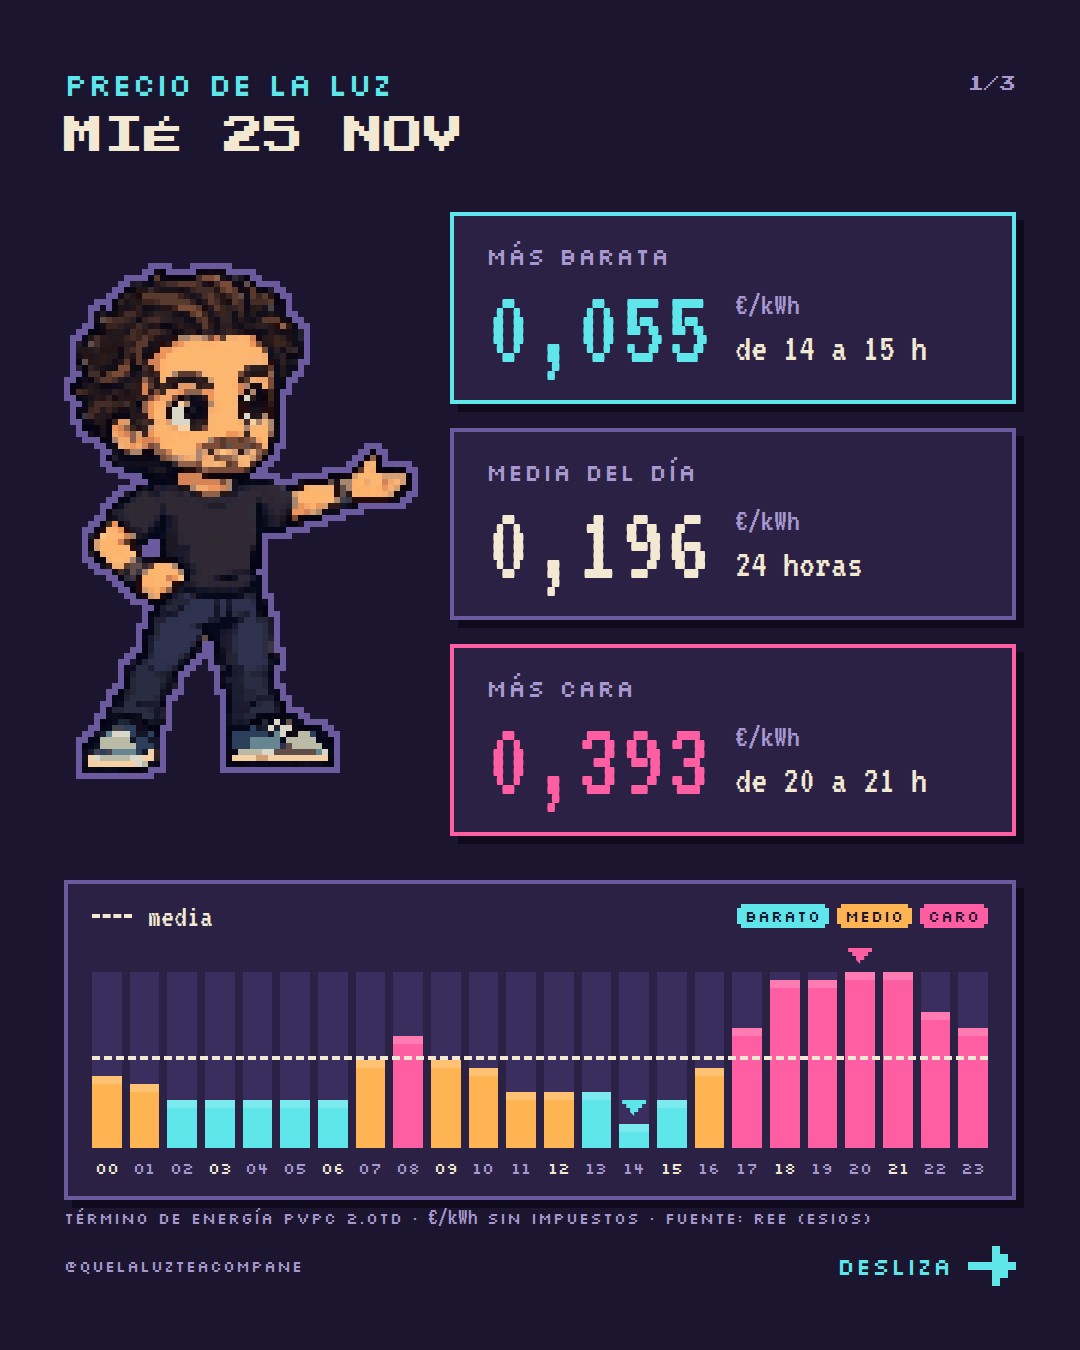 PRECIO DE LA LUZ
1/3
MIé 25 NOV
MÁS BARATA
0,055 €/kWh
de 14 a 15 h
MEDIA DEL DÍA
0,196 €/kWh
24 horas
MÁS CARA
0,393 €/kWh
de 20 a 21 h
---- media
BARATO MEDIO CARO
00 01 02 03 04 05 06 07 08 09 10 11 12 13 14 15 16 17 18 19 20 21 22 23
TÉRMINO DE ENERGÍA PVPC 2.0TD · €/kWh SIN IMPUESTOS · FUENTE: REE (ESIOS)
@QUELALUZTEACOMPANE
DESLIZA